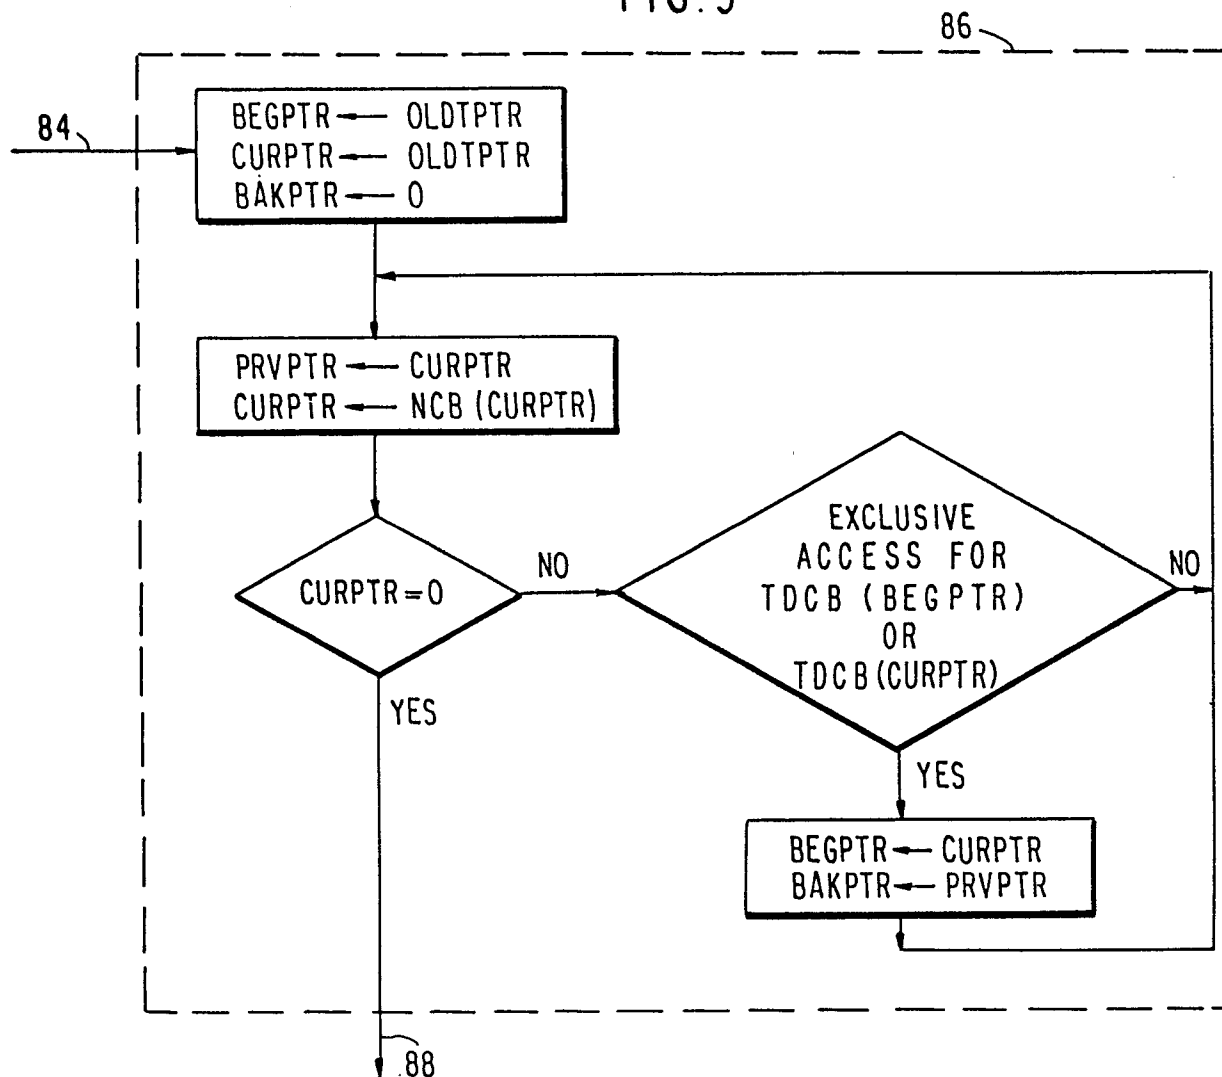 86
84
BEGPTR ← OLDTPTR
CURPTR ← OLDTPTR
BAKPTR ← 0
PRVPTR ← CURPTR
CURPTR ← NCB (CURPTR)
CURPTR = 0
NO
EXCLUSIVE
ACCESS FOR
TDCB (BEGPTR)
OR
TDCB (CURPTR)
NO
YES
YES
BEGPTR ← CURPTR
BAKPTR ← PRVPTR
88